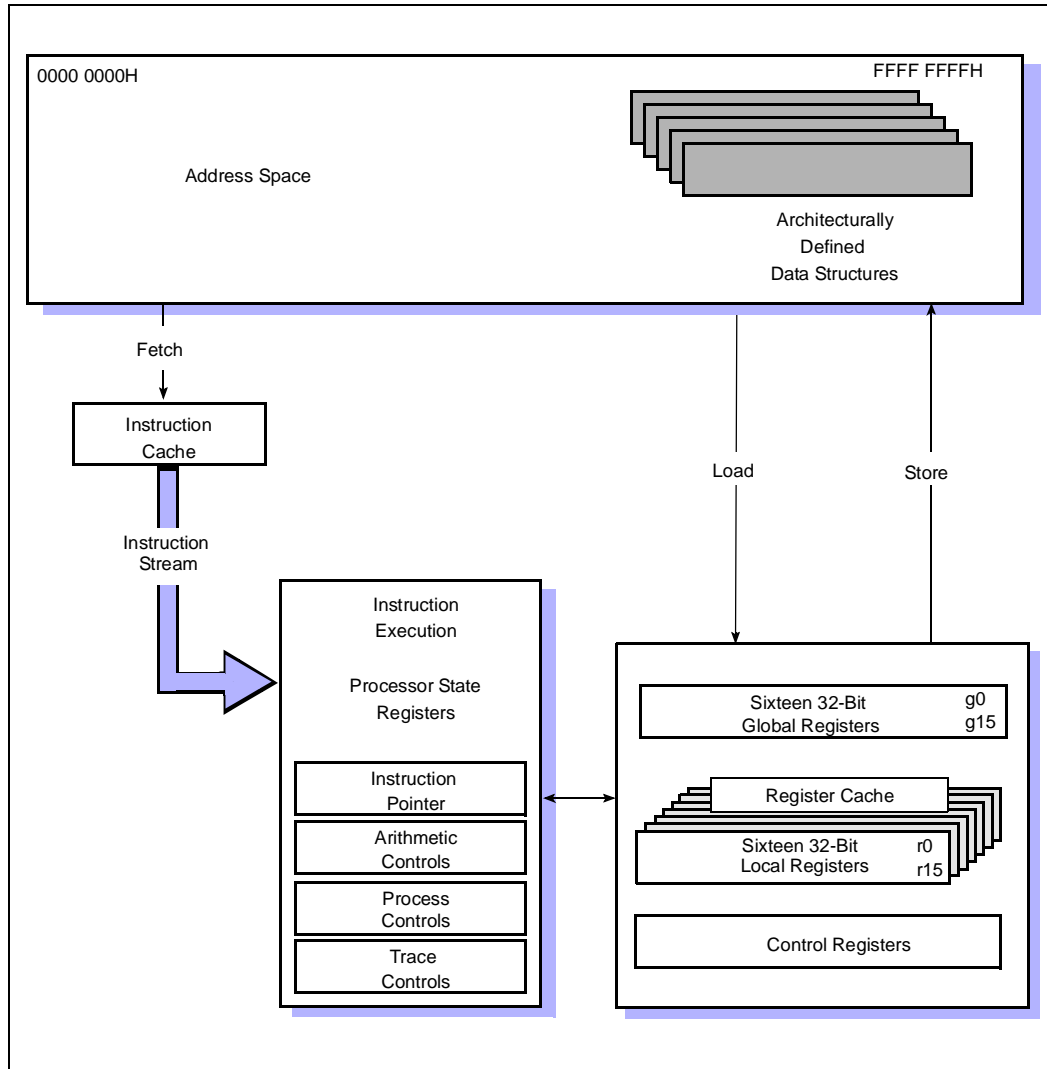 0000 0000H
FFFF FFFFH
Address Space
Architecturally
Defined
Data Structures
Fetch
Instruction
Cache
Load
Store
Instruction
Stream
Instruction
Execution
Processor State
Registers
Instruction
Pointer
Arithmetic
Controls
Process
Controls
Trace
Controls
Sixteen 32-Bit g0
Global Registers g15
Register Cache
Sixteen 32-Bit r0
Local Registers r15
Control Registers